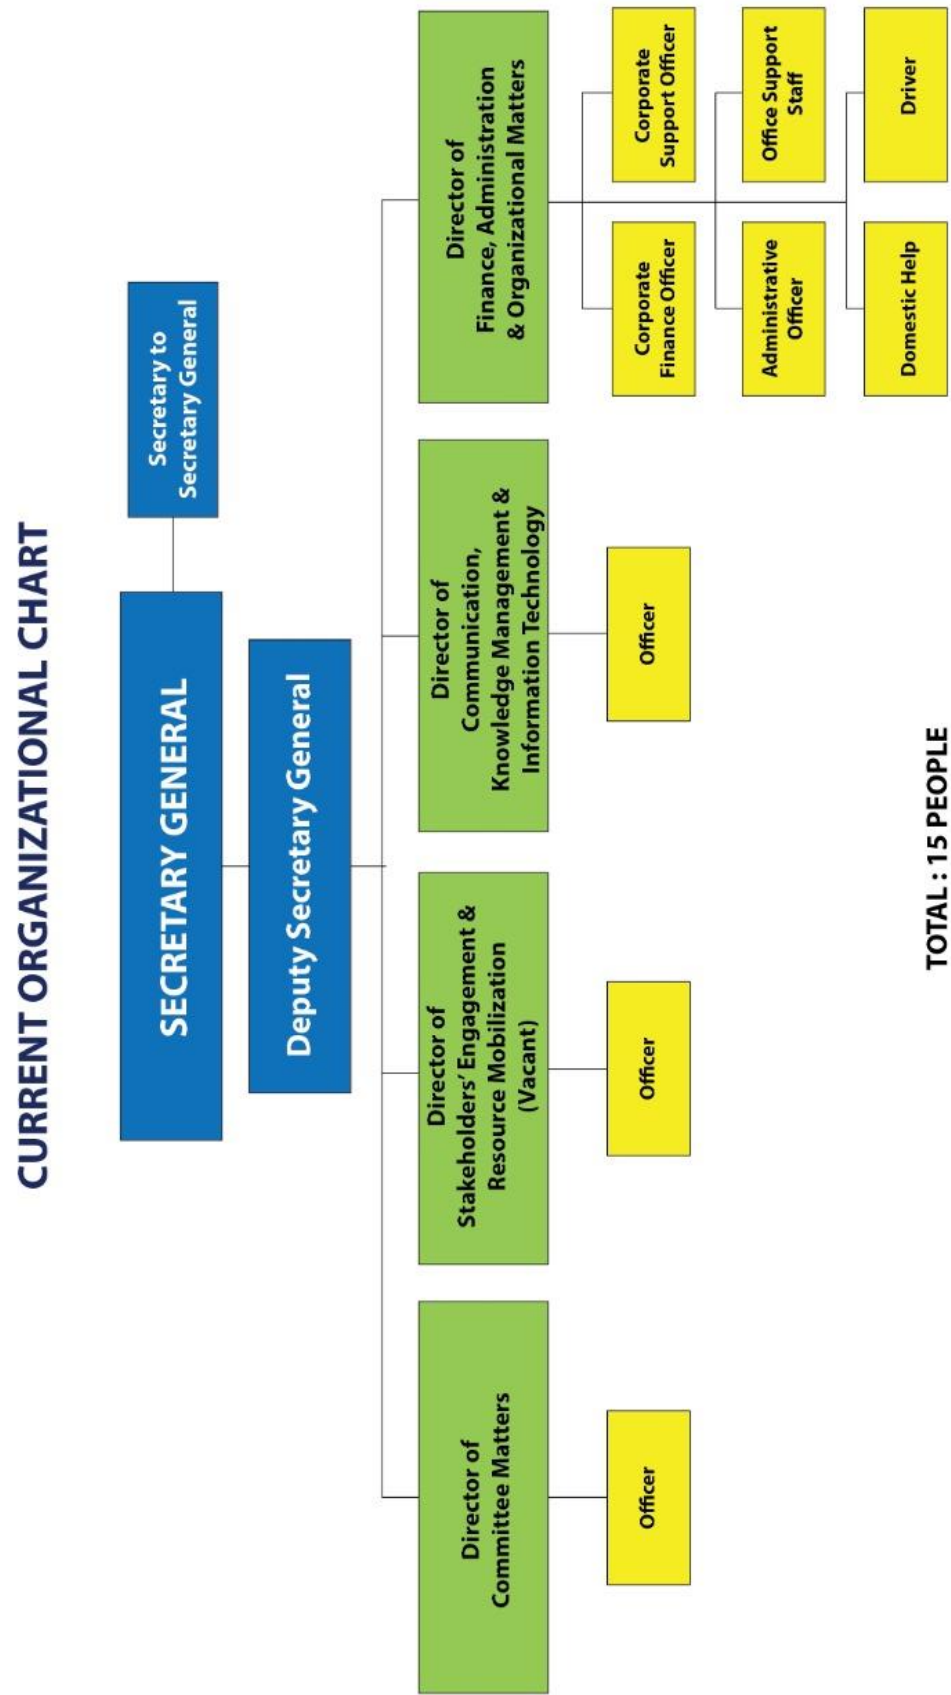 CURRENT ORGANIZATIONAL CHART
SECRETARY GENERAL
Secretary to
Secretary General
Deputy Secretary General
Director of
Committee Matters
Director of
Stakeholders' Engagement &
Resource Mobilization
(Vacant)
Director of
Communication,
Knowledge Management &
Information Technology
Director of
Finance, Administration
& Organizational Matters
Officer
Officer
Officer
Corporate
Finance Officer
Corporate
Support Officer
Administrative
Officer
Office Support
Staff
Domestic Help
Driver
TOTAL : 15 PEOPLE